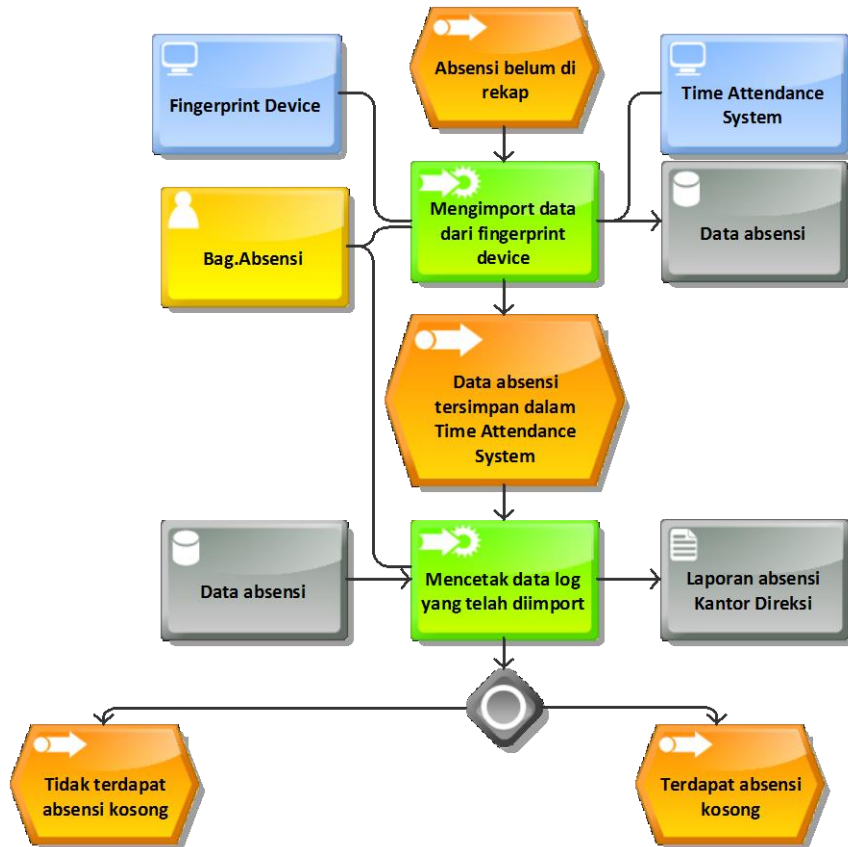 Absensi belum di
rekap
Fingerprint Device
Time Attendance
System
Bag.Absensi
Mengimport data
dari fingerprint
device
Data absensi
Data absensi
tersimpan dalam
Time Attendance
System
Data absensi
Mencetak data log
yang telah diimport
Laporan absensi
Kantor Direksi
Tidak terdapat
absensi kosong
Terdapat absensi
kosong